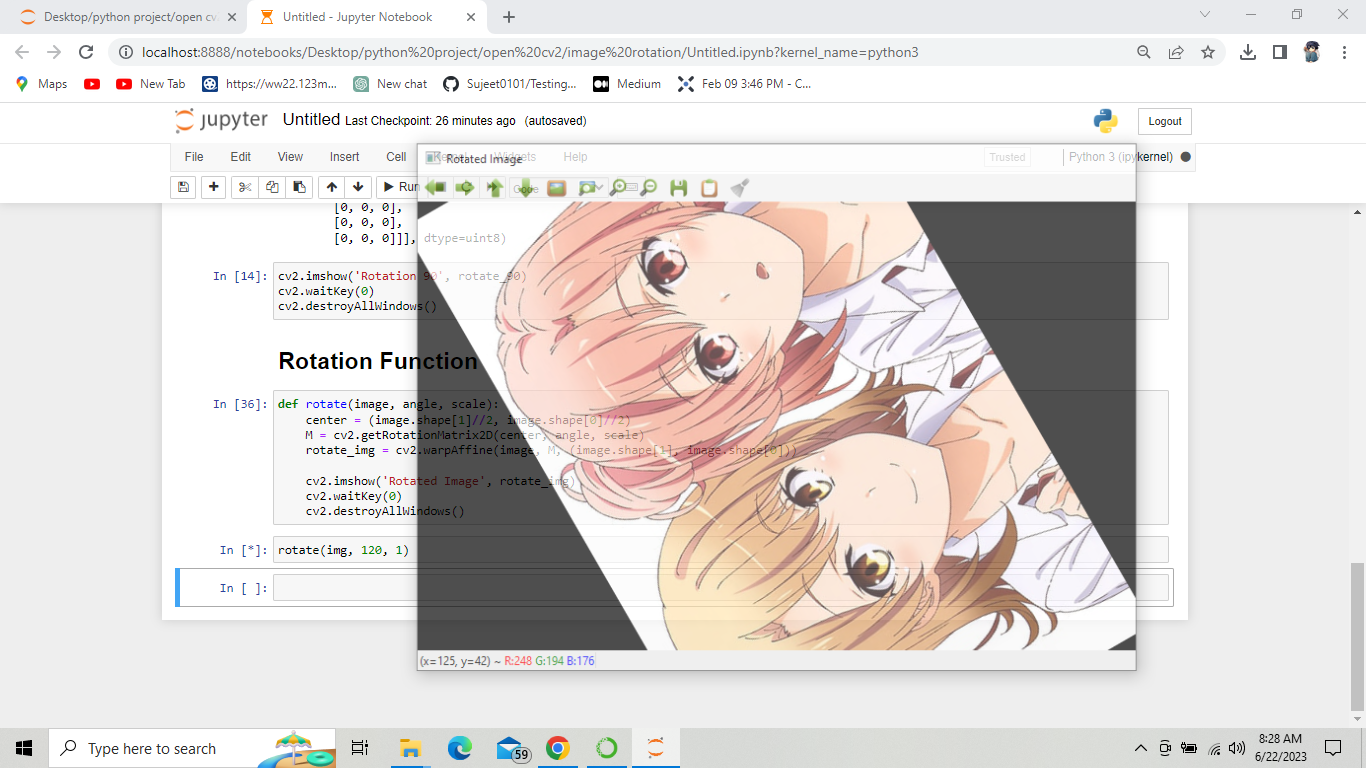 Desktop/python project/open cv
Untitled - Jupyter Notebook
localhost:8888/notebooks/Desktop/python%20project/open%20cv2/image%20rotation/Untitled.ipynb?kernel_name=python3
Maps
New Tab
https://ww22.123m...
New chat
Sujeet0101/Testing...
Medium
Feb 09 3:46 PM - C...
jupyter Untitled Last Checkpoint: 26 minutes ago (autosaved)
Logout
File Edit View Insert Cell Kernel Widgets Help Trusted Python 3 (ipykernel)
Rotated Image
Run
Code
[0, 0, 0],
[0, 0, 0],
[0, 0, 0]]], dtype=uint8)
In [14]: cv2.imshow('Rotation 90', rotate_90)
cv2.waitKey(0)
cv2.destroyAllWindows()
Rotation Function
In [36]: def rotate(image, angle, scale):
center = (image.shape[1]//2, image.shape[0]//2)
M = cv2.getRotationMatrix2D(center, angle, scale)
rotate_img = cv2.warpAffine(image, M, (image.shape[1], image.shape[0]))
cv2.imshow('Rotated Image', rotate_img)
cv2.waitKey(0)
cv2.destroyAllWindows()
In [*]: rotate(img, 120, 1)
In [ ]:
(x=125, y=42) ~ R:248 G:194 B:176
Type here to search
59
8:28 AM
6/22/2023